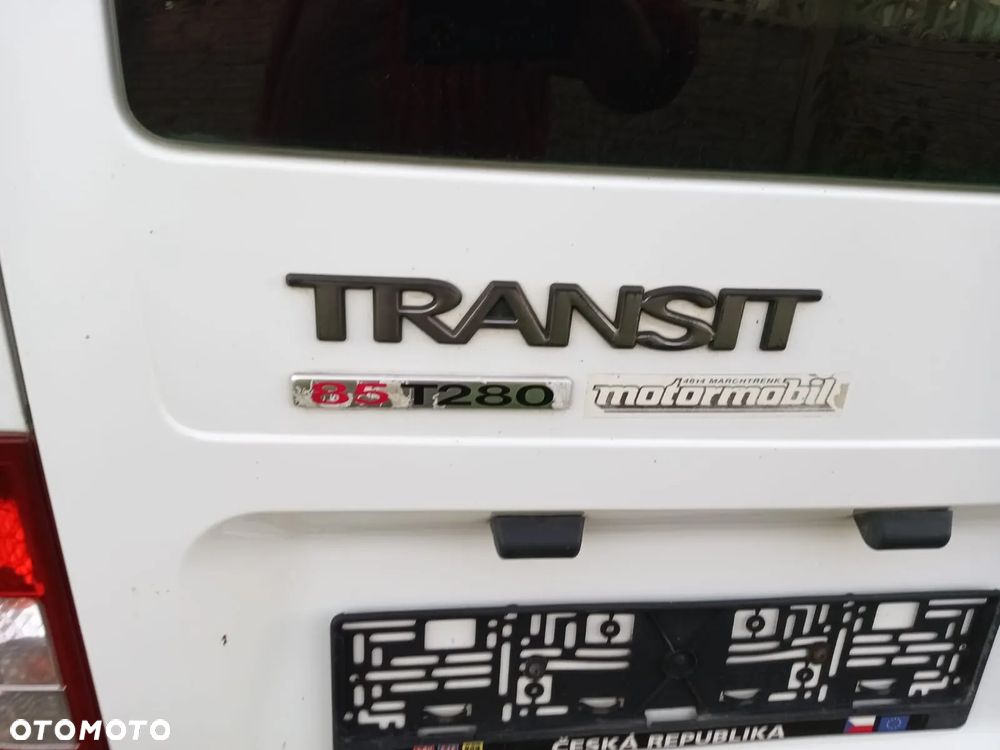 TRANSIT
85 T280
4614 MARCHTRENK
motormobil
ČESKÁ REPUBLIKA
OTOMOTO